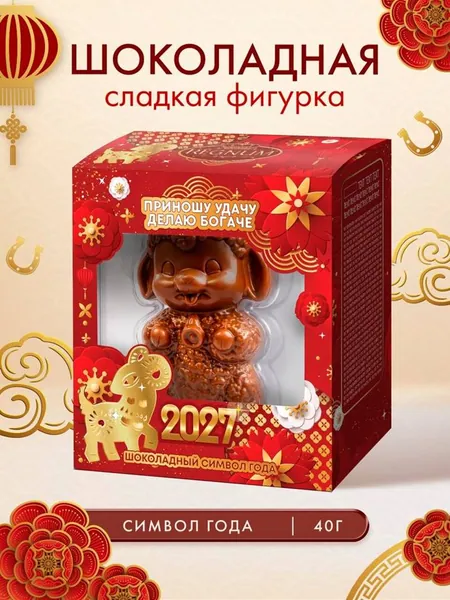 ШОКОЛАДНАЯ
сладкая фигурка
ПРИНОШУ УДАЧУ
ДЕЛАЮ БОГАЧЕ
2027
ШОКОЛАДНЫЙ СИМВОЛ ГОДА
СИМВОЛ ГОДА | 40Г